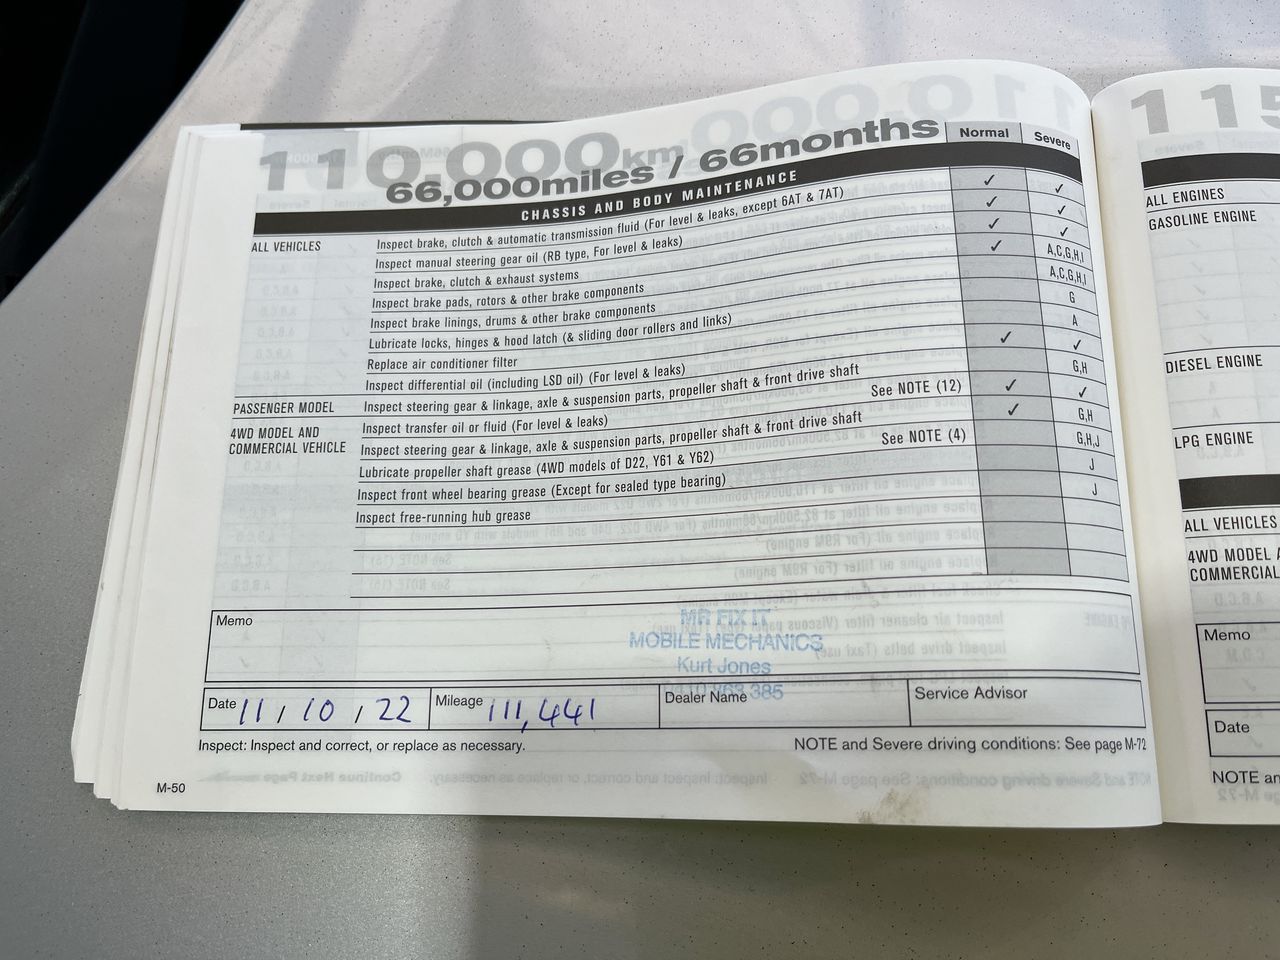 110,000km
66,000miles / 66months
Normal
Severe
CHASSIS AND BODY MAINTENANCE
ALL VEHICLES
Inspect brake, clutch & automatic transmission fluid (For level & leaks, except 6AT & 7AT) ✓ ✓
Inspect manual steering gear oil (RB type, For level & leaks) ✓ ✓
Inspect brake, clutch & exhaust systems ✓ ✓
Inspect brake pads, rotors & other brake components ✓ A,C,G,H,I
Inspect brake linings, drums & other brake components A,C,G,H,I
Lubricate locks, hinges & hood latch (& sliding door rollers and links) G
Replace air conditioner filter A
Inspect differential oil (including LSD oil) (For level & leaks) ✓ ✓
PASSENGER MODEL
Inspect steering gear & linkage, axle & suspension parts, propeller shaft & front drive shaft G,H
4WD MODEL AND
COMMERCIAL VEHICLE
Inspect transfer oil or fluid (For level & leaks) See NOTE (12) ✓ ✓
Inspect steering gear & linkage, axle & suspension parts, propeller shaft & front drive shaft ✓ G,H
Lubricate propeller shaft grease (4WD models of D22, Y61 & Y62) See NOTE (4) G,H,J
Inspect front wheel bearing grease (Except for sealed type bearing) J
Inspect free-running hub grease J
Memo
MR FIX IT
MOBILE MECHANICS
Kurt Jones
385
Date 11 / 10 / 22
Mileage 111,441
Dealer Name
Service Advisor
Inspect: Inspect and correct, or replace as necessary.
NOTE and Severe driving conditions: See page M-72
M-50
115
ALL ENGINES
GASOLINE ENGINE
DIESEL ENGINE
LPG ENGINE
ALL VEHICLES
4WD MODEL
COMMERCIAL
Memo
Date
NOTE